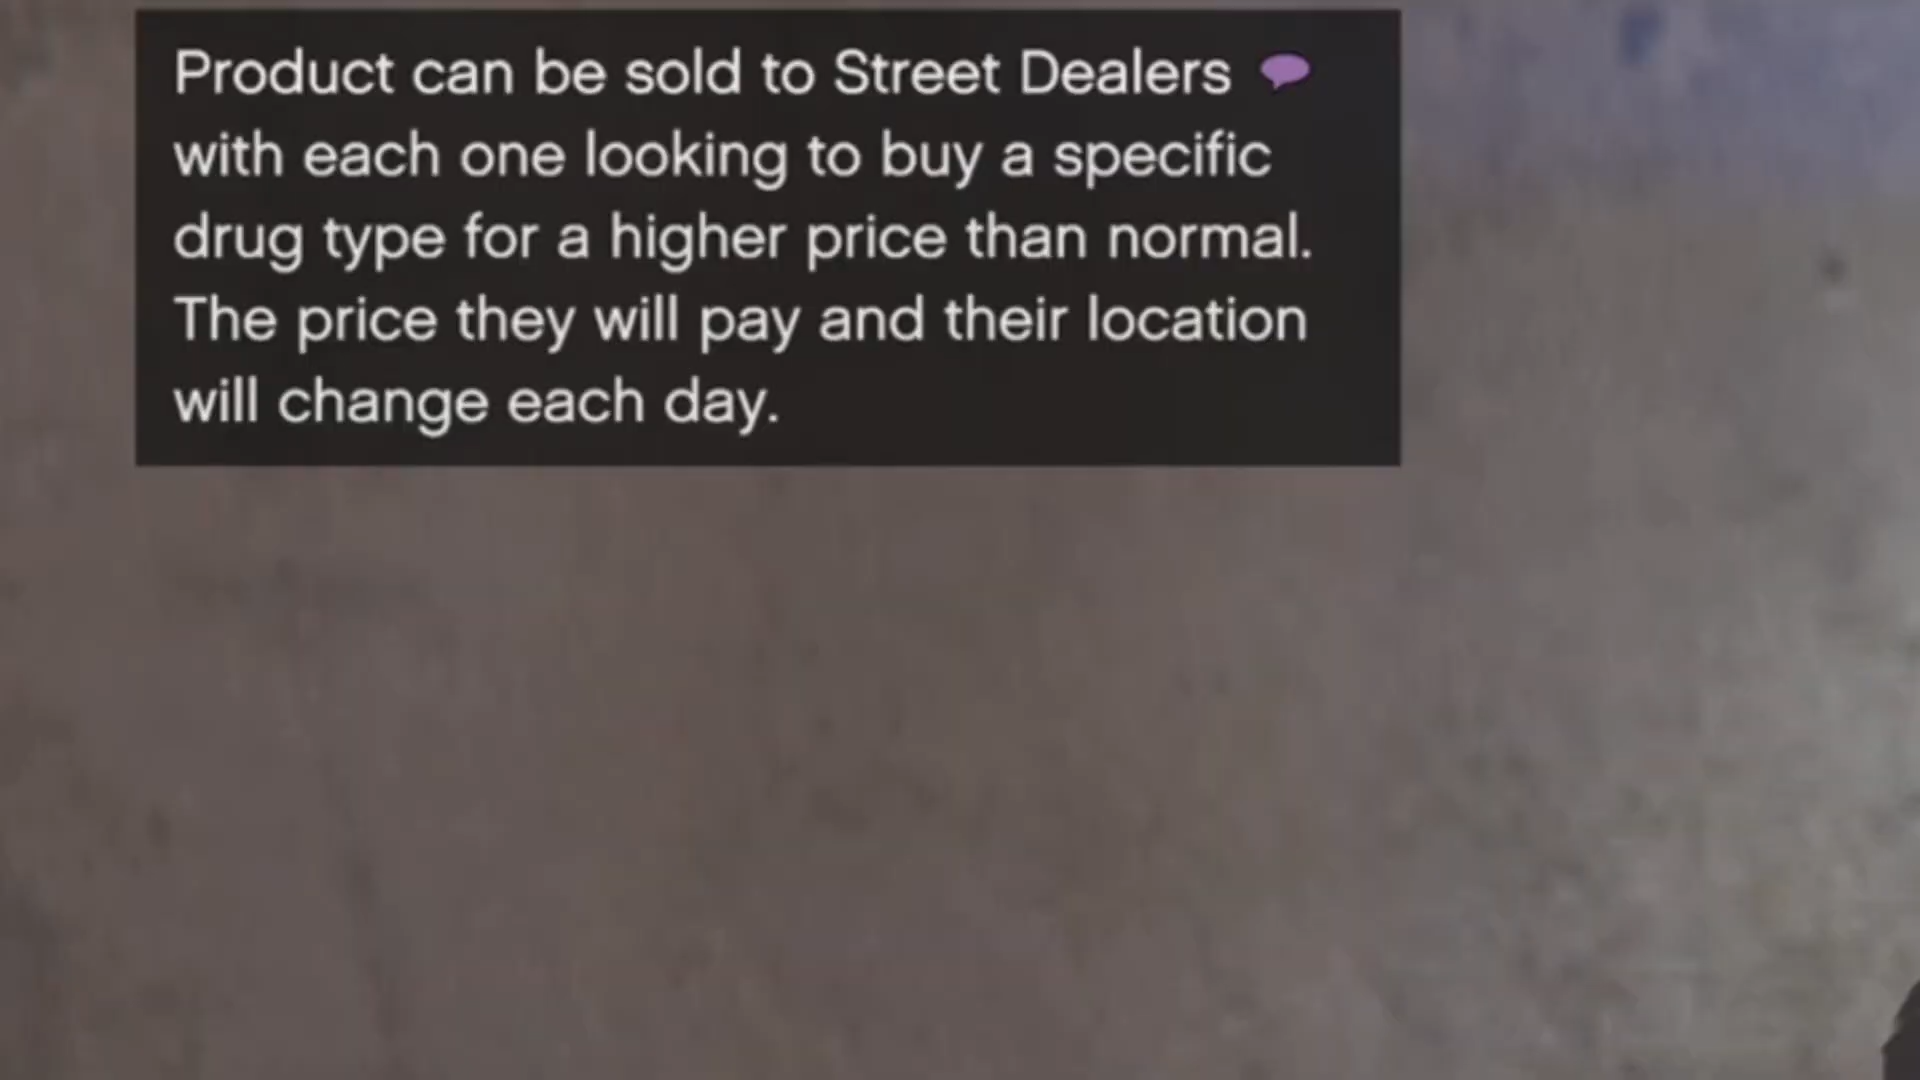 Product can be sold to Street Dealers
with each one looking to buy a specific
drug type for a higher price than normal.
The price they will pay and their location
will change each day.